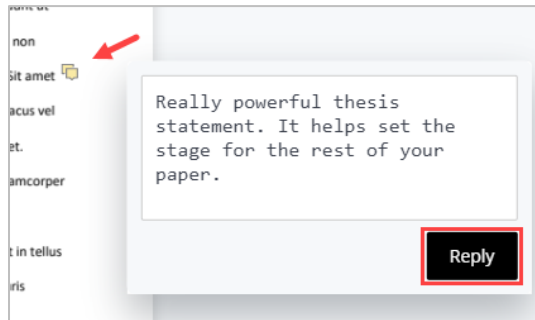 non
Sit amet
acus vel
et.
amcorper
t in tellus
ris
Really powerful thesis
statement. It helps set the
stage for the rest of your
paper.
Reply